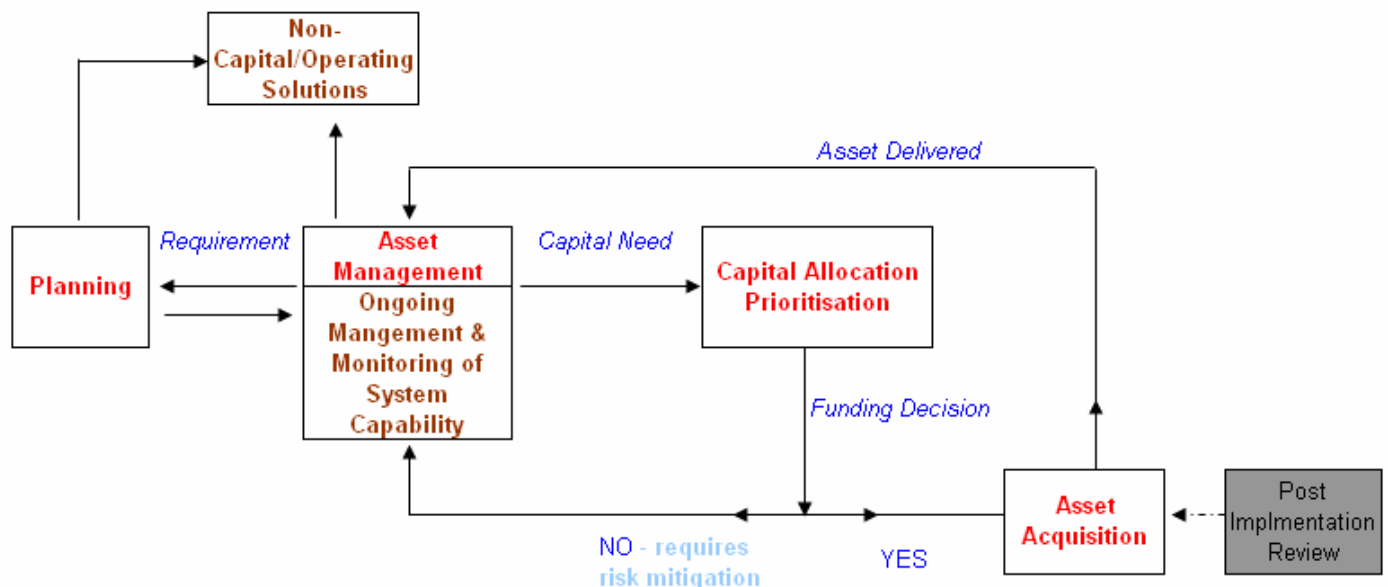 Non-
Capital/Operating
Solutions
Asset Delivered
Planning
Requirement
Asset
Management
Ongoing
Mangement &
Monitoring of
System
Capability
Capital Need
Capital Allocation
Prioritisation
Funding Decision
NO - requires
risk mitigation
YES
Asset
Acquisition
Post
Implmentation
Review